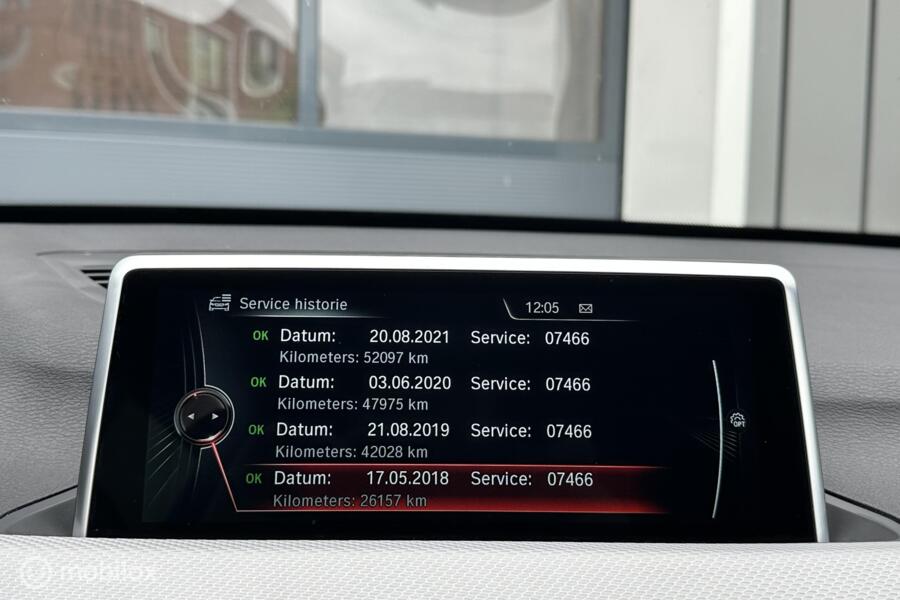 Service historie
12:05
OK Datum: 20.08.2021 Service: 07466
Kilometers: 52097 km
OK Datum: 03.06.2020 Service: 07466
Kilometers: 47975 km
OK Datum: 21.08.2019 Service: 07466
Kilometers: 42028 km
OK Datum: 17.05.2018 Service: 07466
Kilometers: 26157 km
OPT
mobilox